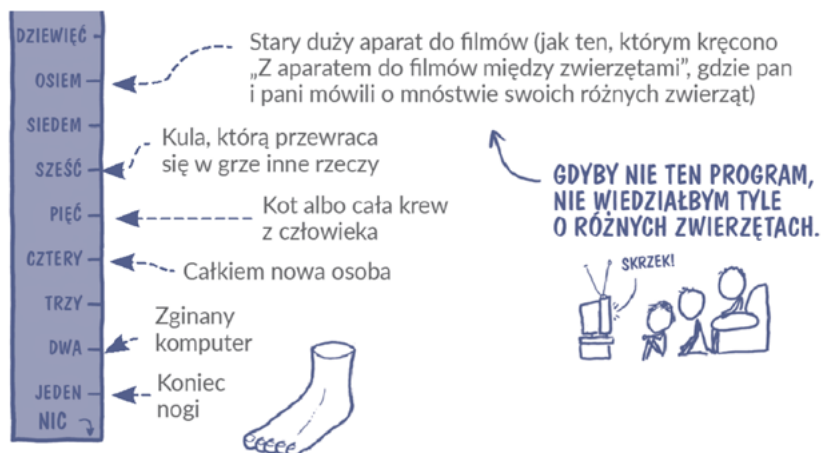 DZIEWIĘĆ
OSIEM
SIEDEM
SZEŚĆ
PIĘĆ
CZTERY
TRZY
DWA
JEDEN
NIC
Stary duży aparat do filmów (jak ten, którym kręcono
„Z aparatem do filmów między zwierzętami”, gdzie pan
i pani mówili o mnóstwie swoich różnych zwierząt)
Kula, którą przewraca
się w grze inne rzeczy
Kot albo cała krew
z człowieka
Całkiem nowa osoba
Zginany
komputer
Koniec
nogi
GDYBY NIE TEN PROGRAM,
NIE WIEDZIAŁBYM TYLE
O RÓŻNYCH ZWIERZĘTACH.
SKRZEK!